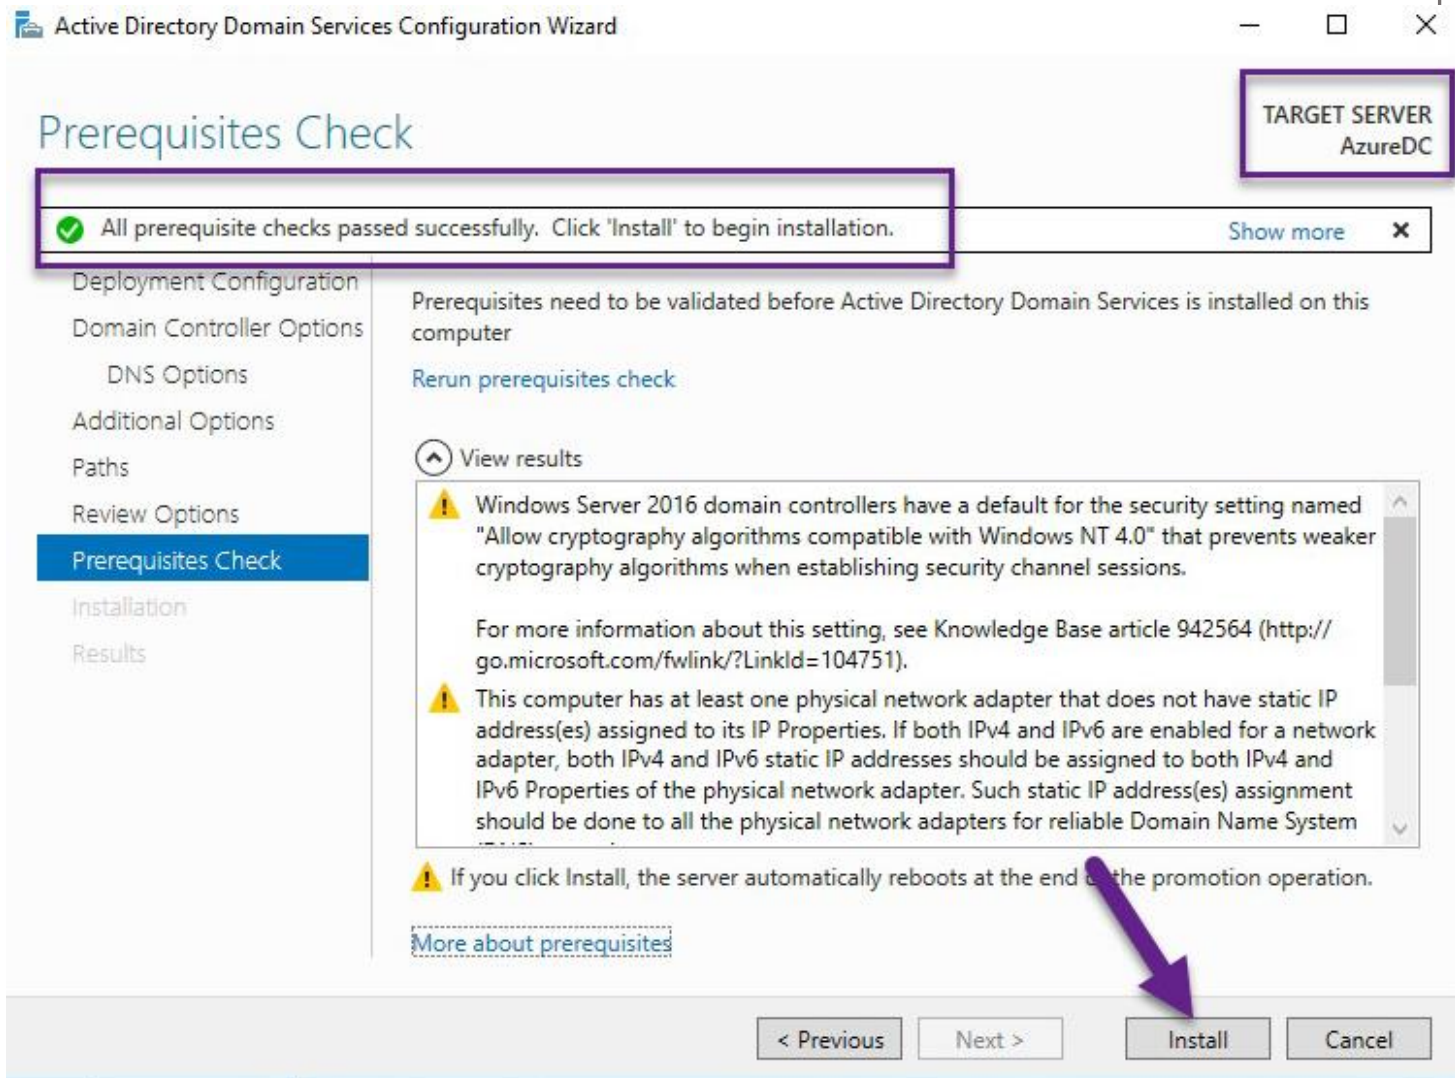 Active Directory Domain Services Configuration Wizard
TARGET SERVER
AzureDC
Prerequisites Check
All prerequisite checks passed successfully.  Click 'Install' to begin installation.
Show more
Deployment Configuration
Domain Controller Options
DNS Options
Additional Options
Paths
Review Options
Prerequisites Check
Installation
Results
Prerequisites need to be validated before Active Directory Domain Services is installed on this
computer
Rerun prerequisites check
View results
Windows Server 2016 domain controllers have a default for the security setting named
"Allow cryptography algorithms compatible with Windows NT 4.0" that prevents weaker
cryptography algorithms when establishing security channel sessions.
For more information about this setting, see Knowledge Base article 942564 (http://
go.microsoft.com/fwlink/?LinkId=104751).
This computer has at least one physical network adapter that does not have static IP
address(es) assigned to its IP Properties. If both IPv4 and IPv6 are enabled for a network
adapter, both IPv4 and IPv6 static IP addresses should be assigned to both IPv4 and
IPv6 Properties of the physical network adapter. Such static IP address(es) assignment
should be done to all the physical network adapters for reliable Domain Name System
If you click Install, the server automatically reboots at the end the promotion operation.
More about prerequisites
< Previous
Next >
Install
Cancel